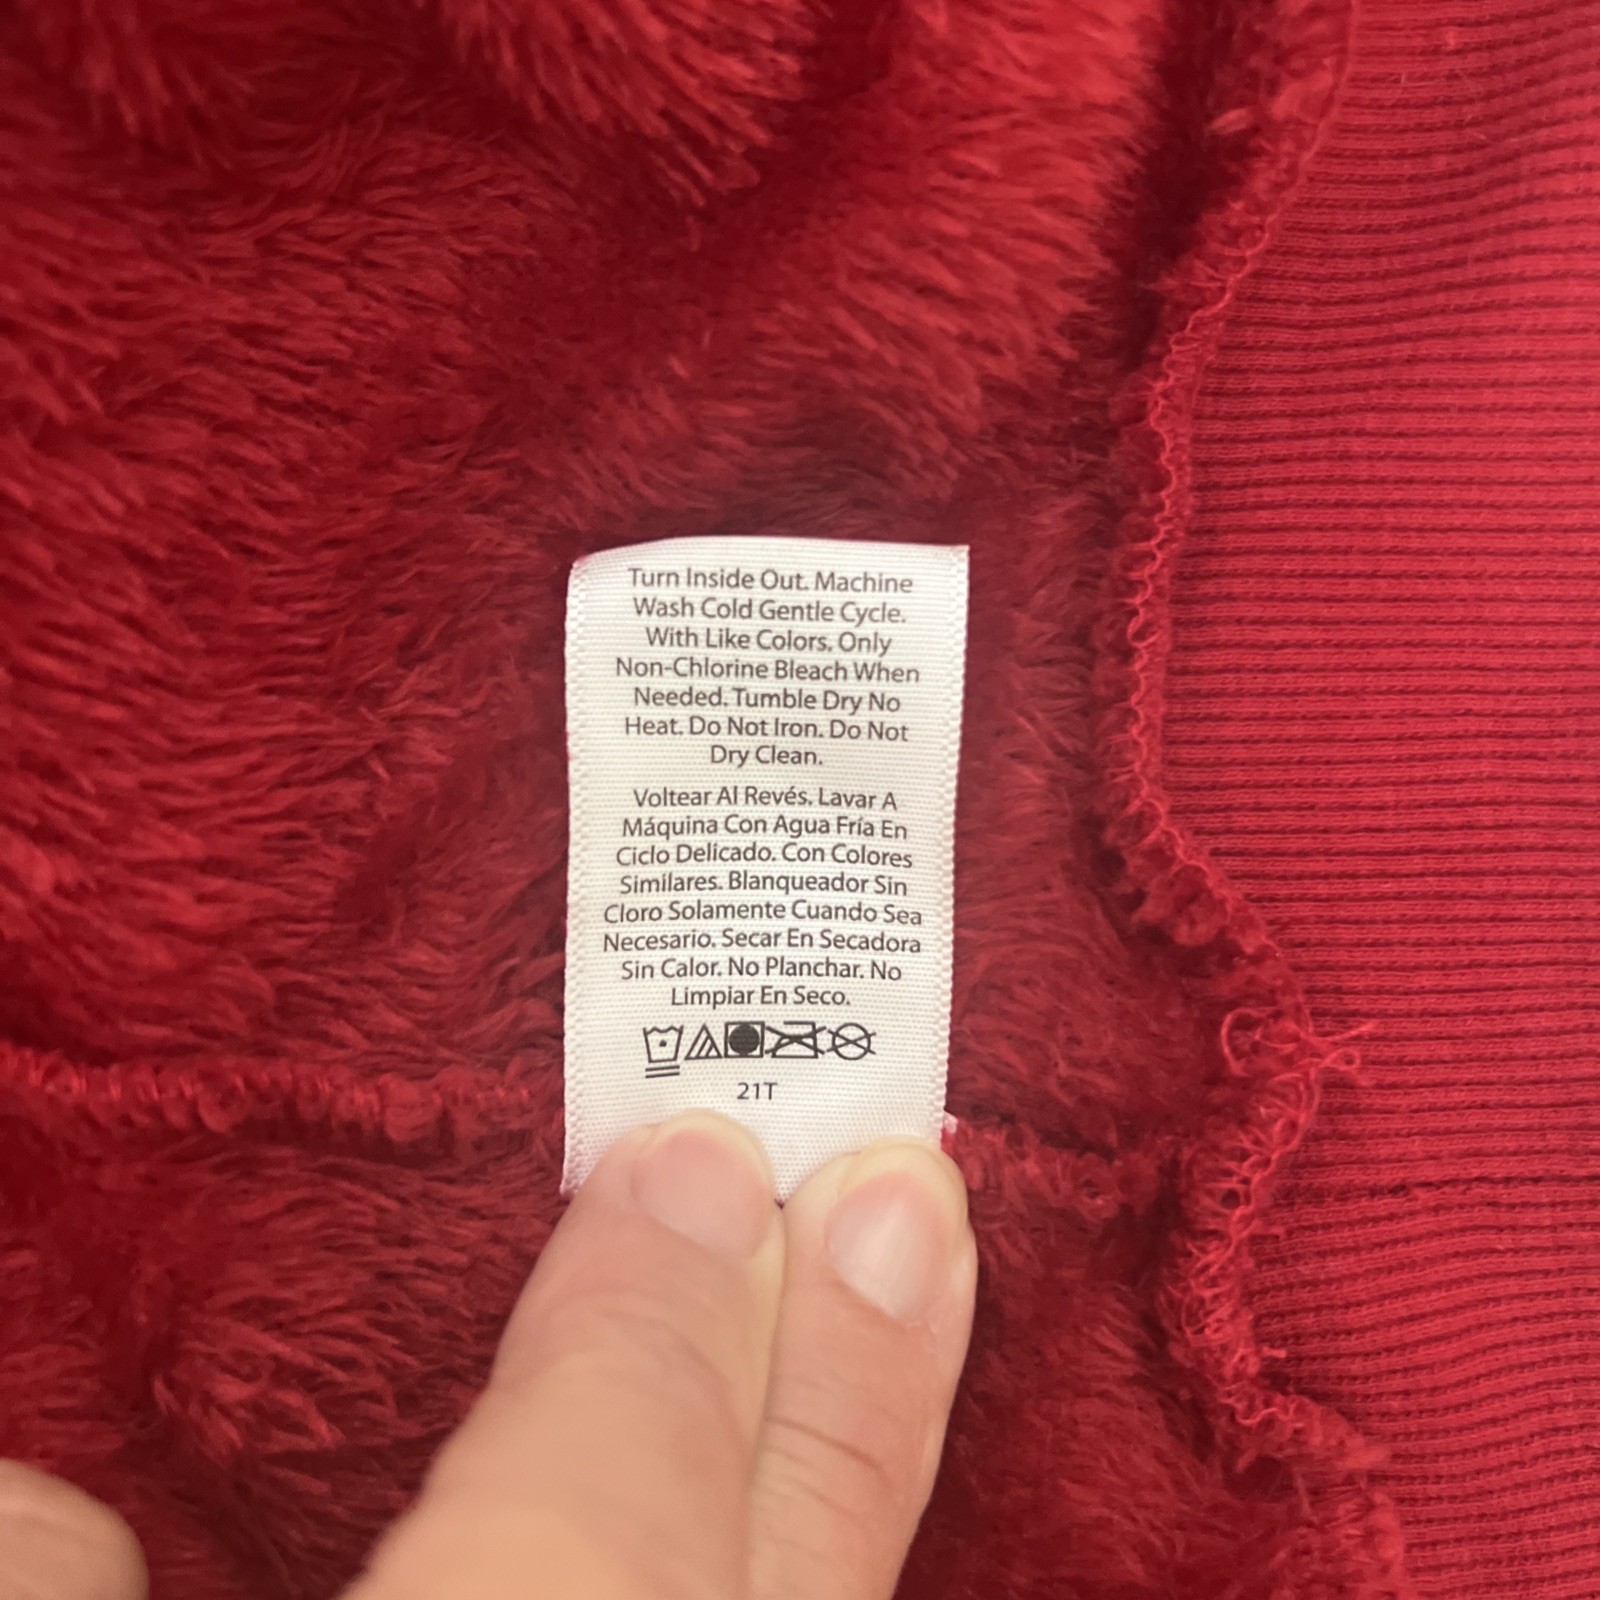 Turn Inside Out. Machine
Wash Cold Gentle Cycle.
With Like Colors. Only
Non-Chlorine Bleach When
Needed. Tumble Dry No
Heat. Do Not Iron. Do Not
Dry Clean.
Voltear Al Revés. Lavar A
Máquina Con Agua Fría En
Ciclo Delicado. Con Colores
Similares. Blanqueador Sin
Cloro Solamente Cuando Sea
Necesario. Secar En Secadora
Sin Calor. No Planchar. No
Limpiar En Seco.
21T